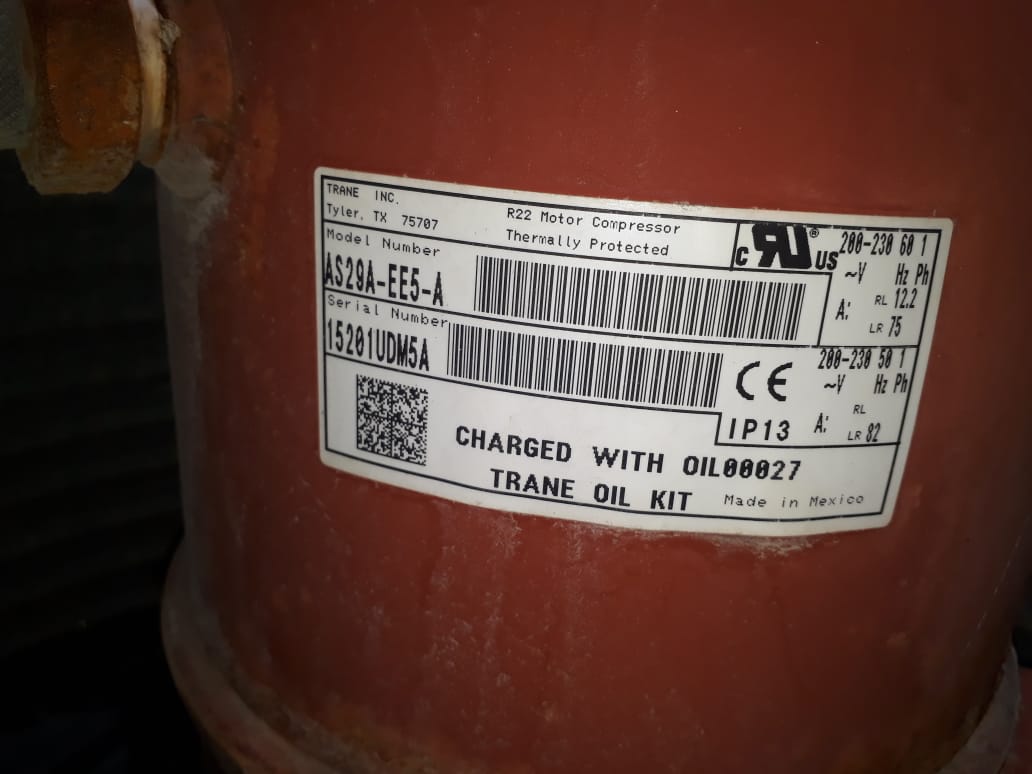 TRANE INC.
Tyler, TX 75707
R22 Motor Compressor
Thermally Protected
C RU ® US
200-230 60 1
~V Hz Ph
A: RL 12.2
LR 75
Model Number
AS29A-EE5-A
Serial Number
15201UDM5A
CE
IP13
200-230 50 1
~V Hz Ph
A: RL
LR 82
CHARGED WITH OIL00027
TRANE OIL KIT
Made in Mexico